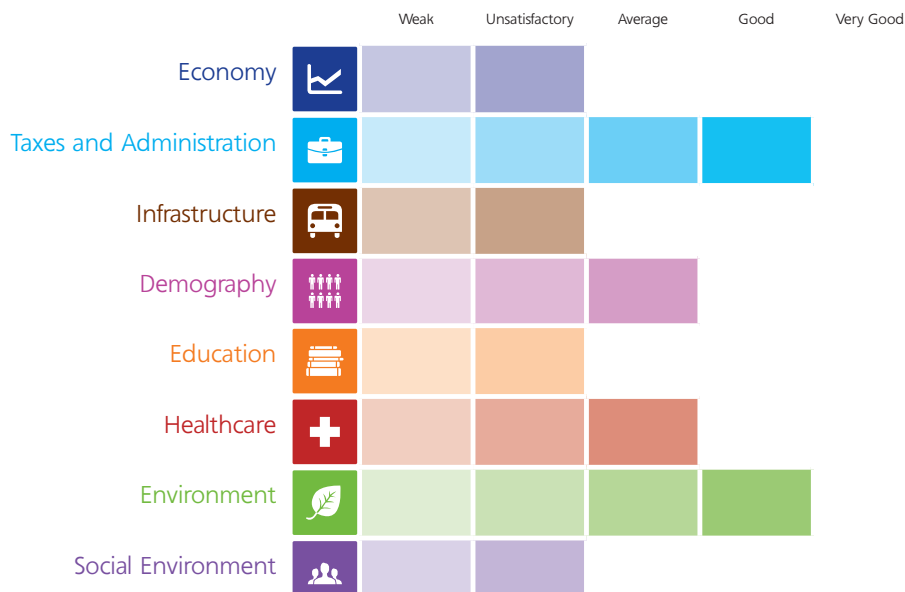 Weak Unsatisfactory Average Good Very Good
Economy
Taxes and Administration
Infrastructure
Demography
Education
Healthcare
Environment
Social Environment